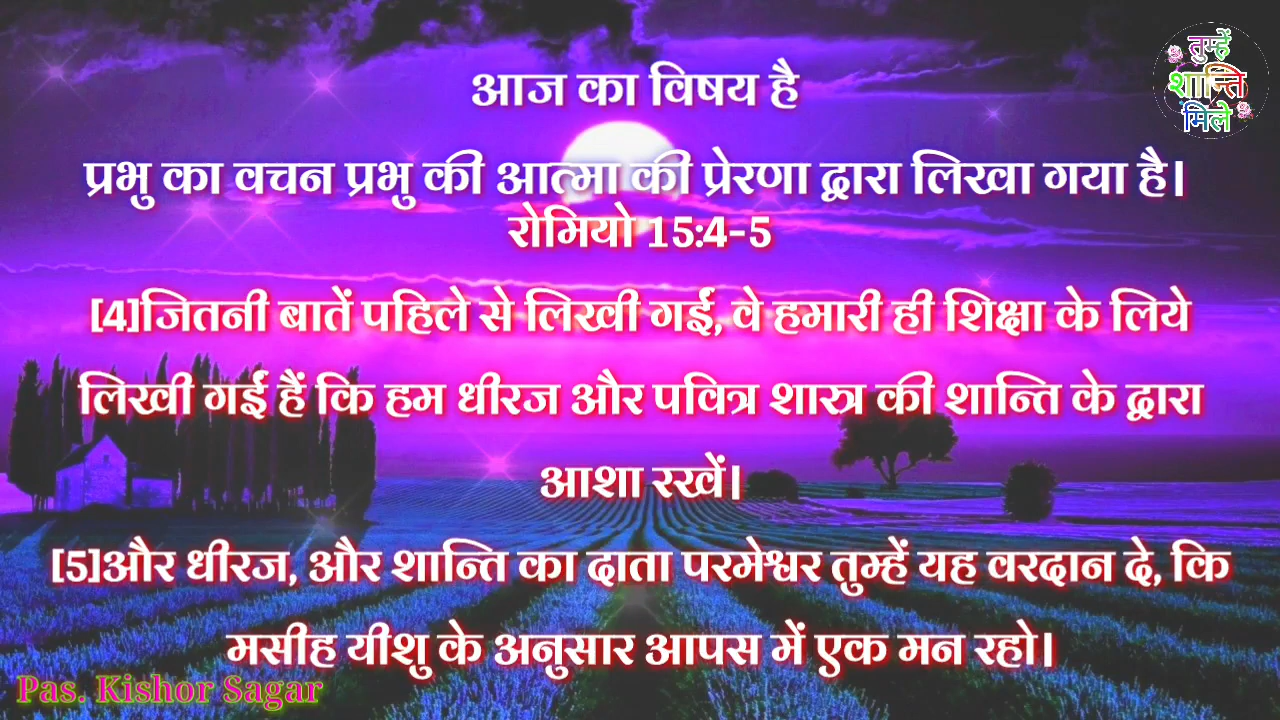 तुम्हें
शान्ति
मिले
आज का विषय है
प्रभु का वचन प्रभु की आत्मा की प्रेरणा द्वारा लिखा गया है।
रोमियो 15:4-5
[4]जितनी बातें पहिले से लिखी गईं, वे हमारी ही शिक्षा के लिये
लिखी गईं हैं कि हम धीरज और पवित्र शास्त्र की शान्ति के द्वारा
आशा रखें।
[5]और धीरज, और शान्ति का दाता परमेश्वर तुम्हें यह वरदान दे, कि
मसीह यीशु के अनुसार आपस में एक मन रहो।
Pas. Kishor Sagar